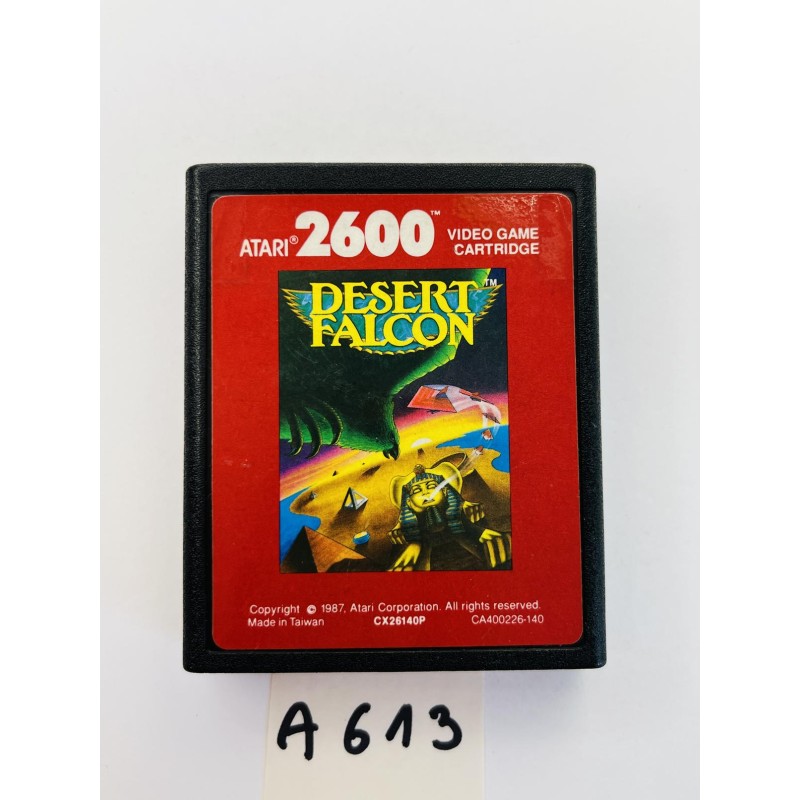 ATARI® 2600™ VIDEO GAME CARTRIDGE
DESERT™
FALCON
Copyright © 1987, Atari Corporation. All rights reserved.
Made in Taiwan CX26140P CA400226-140
A613